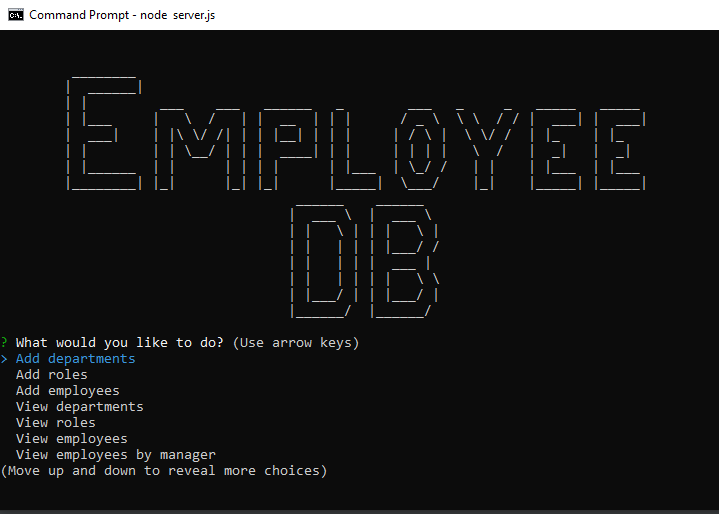 Command Prompt - node server.js
EMPLOYEE
DB
? What would you like to do? (Use arrow keys)
> Add departments
Add roles
Add employees
View departments
View roles
View employees
View employees by manager
(Move up and down to reveal more choices)